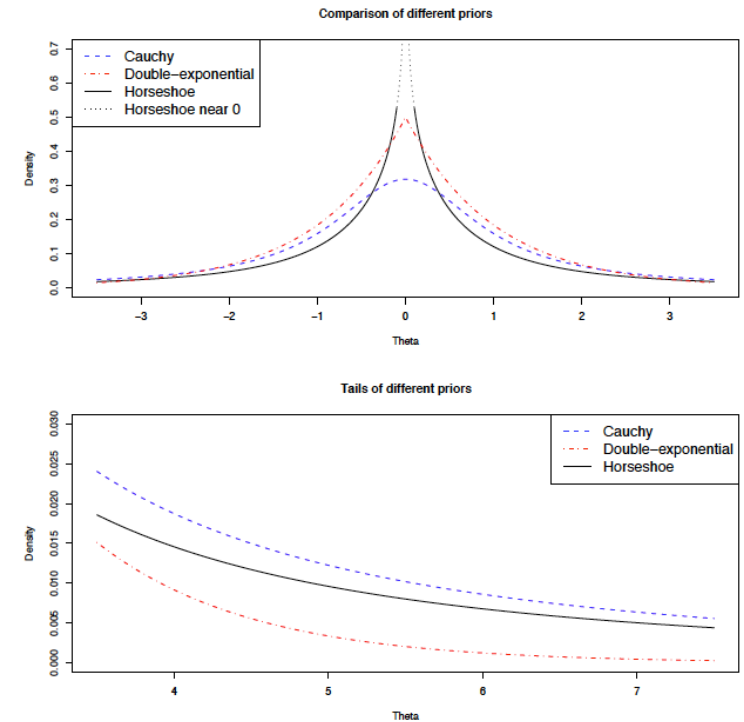 Comparison of different priors
Cauchy
Double-exponential
Horseshoe
Horseshoe near 0
Density
0.7
0.6
0.5
0.4
0.3
0.2
0.1
0.0
-3 -2 -1 0 1 2 3
Theta
Tails of different priors
Cauchy
Double-exponential
Horseshoe
Density
0.030
0.025
0.020
0.015
0.010
0.005
0.000
4 5 6 7
Theta